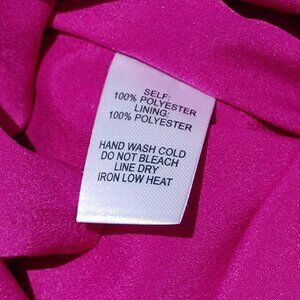 SELF:
100% POLYESTER
LINING:
100% POLYESTER
HAND WASH COLD
DO NOT BLEACH
LINE DRY
IRON LOW HEAT